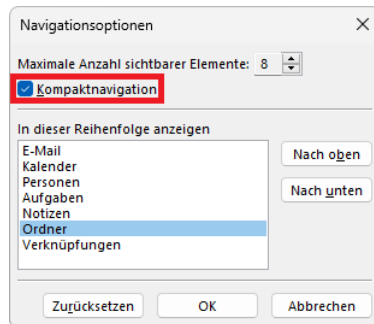 Navigationsoptionen
Maximale Anzahl sichtbarer Elemente: 8
Kompaktnavigation
In dieser Reihenfolge anzeigen
E-Mail
Kalender
Personen
Aufgaben
Notizen
Ordner
Verknüpfungen
Nach oben
Nach unten
Zurücksetzen
OK
Abbrechen